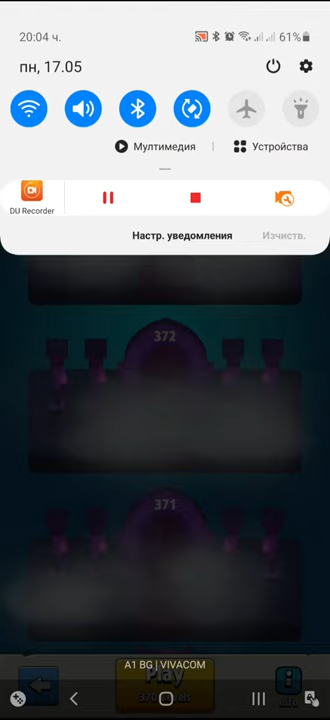 20:04 ч.
61%
пн, 17.05
Мултимедия
Устройства
DU Recorder
Настр. уведомления
Изчиств.
372
371
A1 BG | VIVACOM
Play